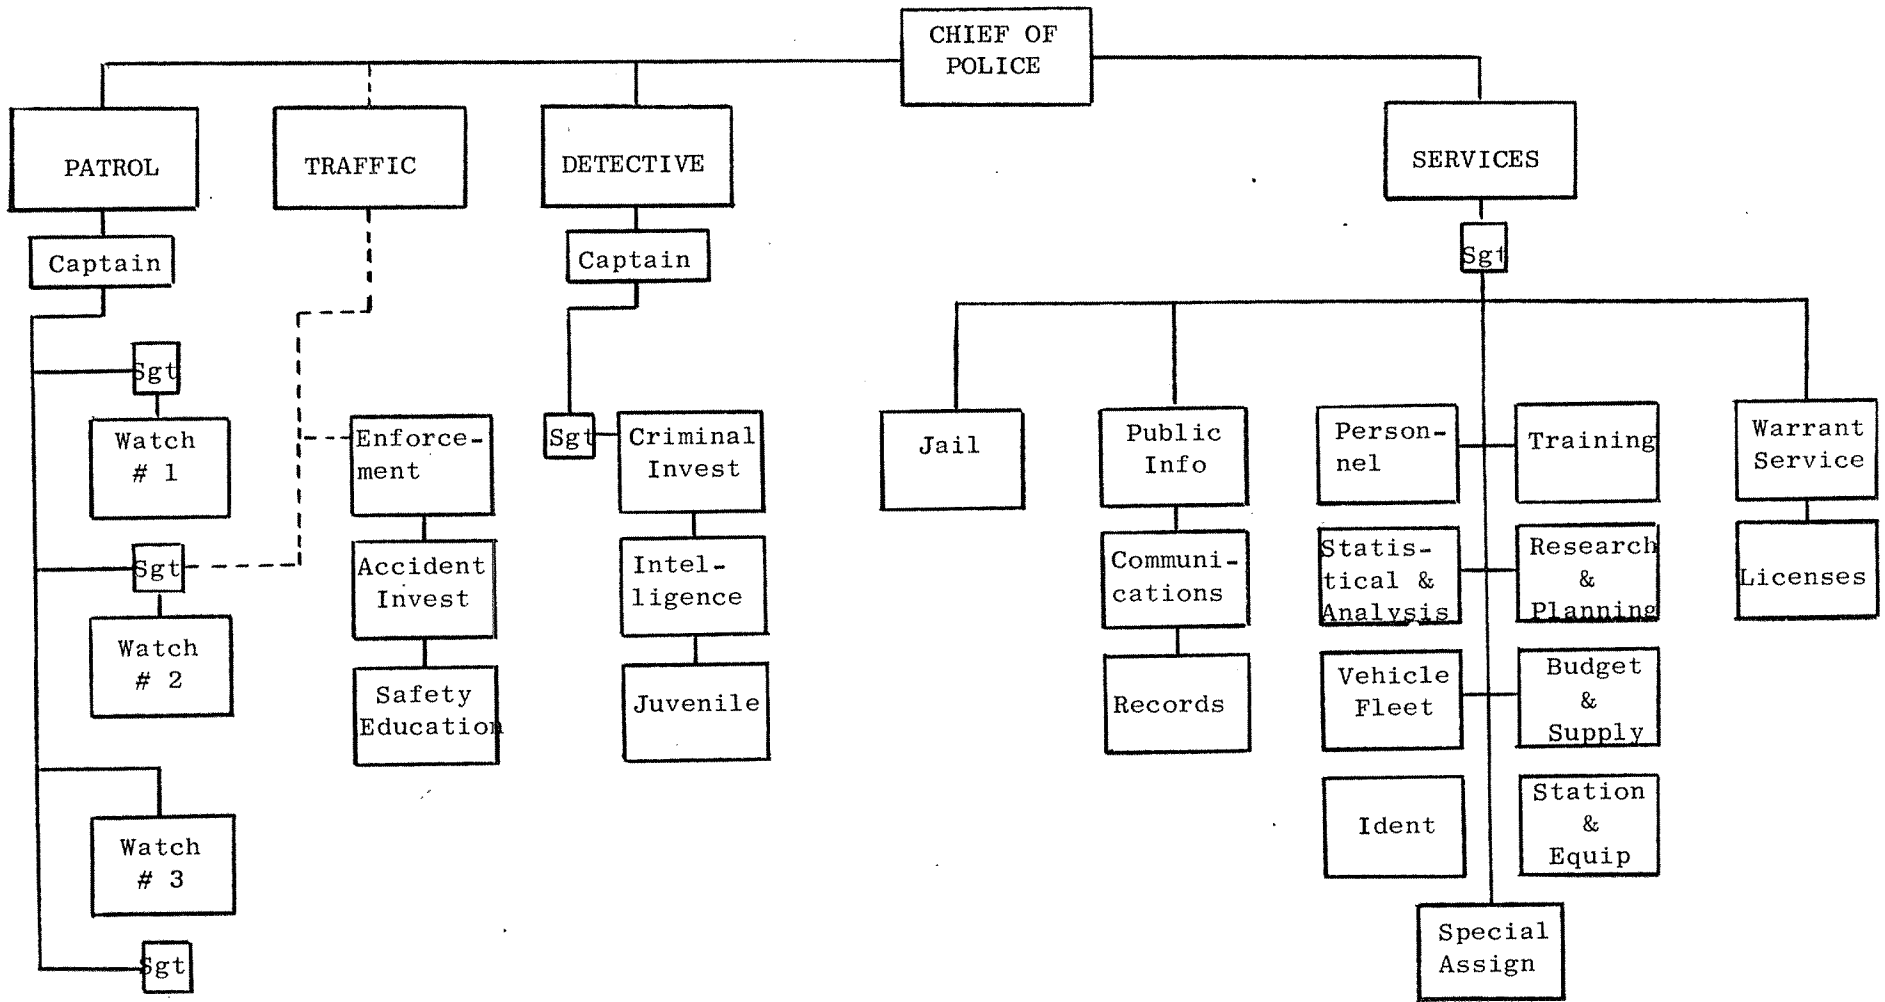 CHIEF OF
POLICE
PATROL
TRAFFIC
DETECTIVE
SERVICES
Captain
Captain
Sgt
Sgt
Watch
# 1
Sgt
Watch
# 2
Watch
# 3
Sgt
Enforce-
ment
Accident
Invest
Safety
Education
Sgt
Criminal
Invest
Intel-
ligence
Juvenile
Jail
Public
Info
Communi-
cations
Records
Person-
nel
Training
Statis-
tical &
Analysis
Research
&
Planning
Vehicle
Fleet
Budget
&
Supply
Ident
Station
&
Equip
Special
Assign
Warrant
Service
Licenses